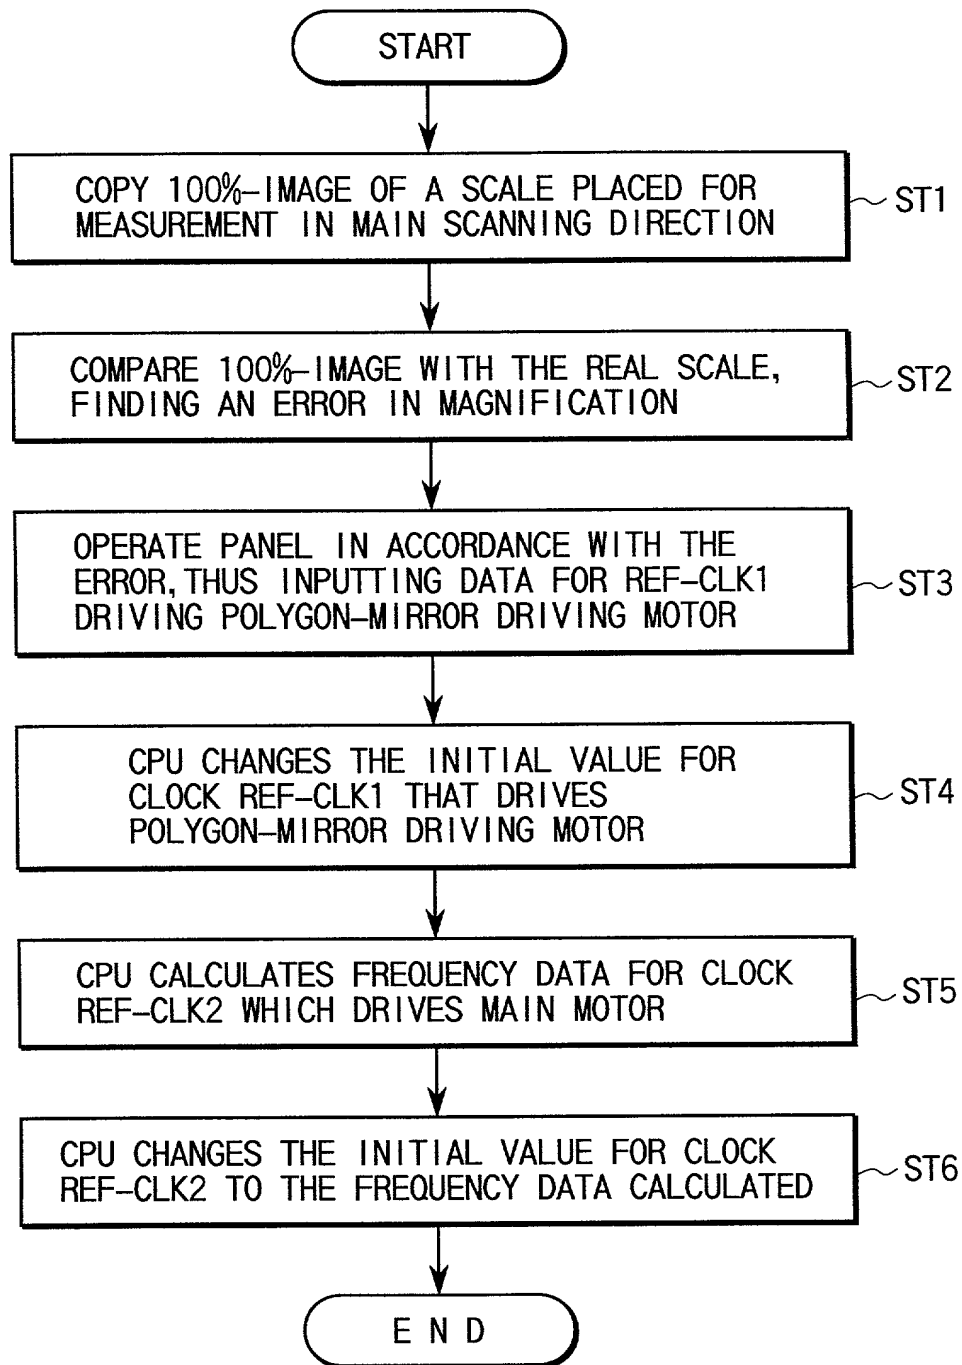 START
COPY 100%-IMAGE OF A SCALE PLACED FOR
MEASUREMENT IN MAIN SCANNING DIRECTION
ST1
COMPARE 100%-IMAGE WITH THE REAL SCALE,
FINDING AN ERROR IN MAGNIFICATION
ST2
OPERATE PANEL IN ACCORDANCE WITH THE
ERROR, THUS INPUTTING DATA FOR REF-CLK1
DRIVING POLYGON-MIRROR DRIVING MOTOR
ST3
CPU CHANGES THE INITIAL VALUE FOR
CLOCK REF-CLK1 THAT DRIVES
POLYGON-MIRROR DRIVING MOTOR
ST4
CPU CALCULATES FREQUENCY DATA FOR CLOCK
REF-CLK2 WHICH DRIVES MAIN MOTOR
ST5
CPU CHANGES THE INITIAL VALUE FOR CLOCK
REF-CLK2 TO THE FREQUENCY DATA CALCULATED
ST6
END